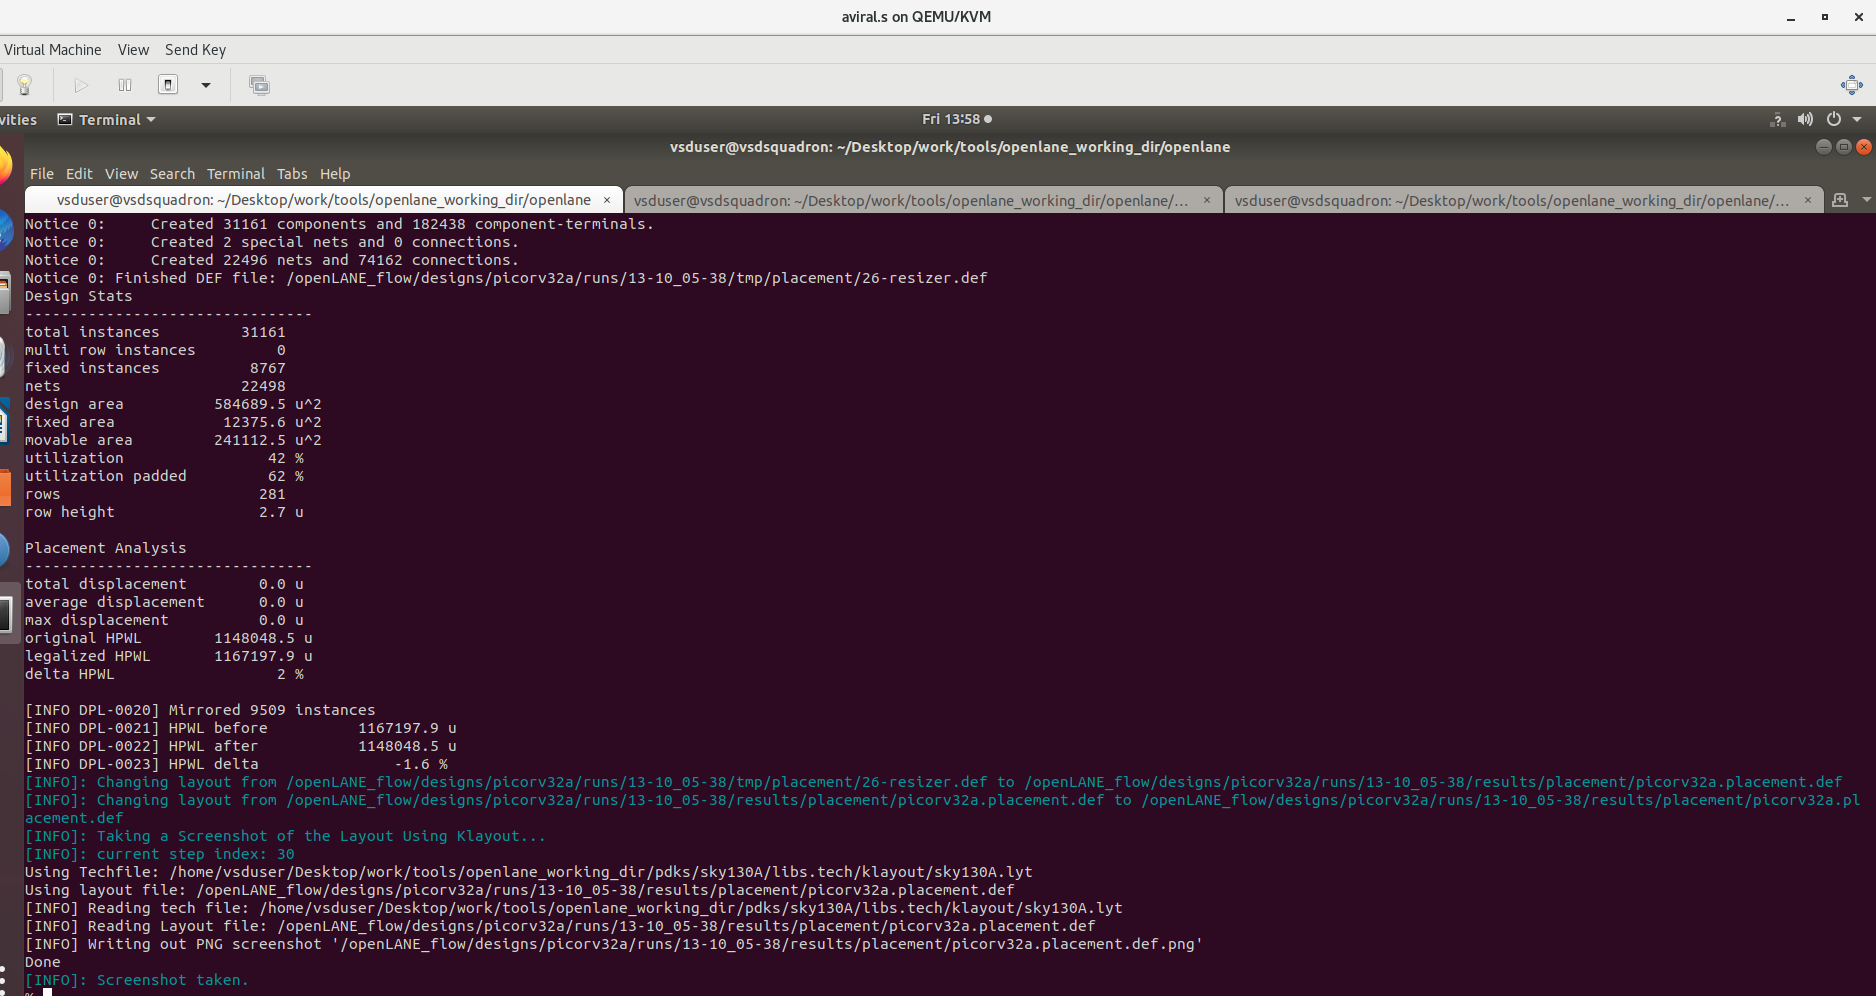 aviral.s on QEMU/KVM
Virtual Machine View Send Key
vities Terminal Fri 13:58
vsduser@vsdsquadron: ~/Desktop/work/tools/openlane_working_dir/openlane
File Edit View Search Terminal Tabs Help
vsduser@vsdsquadron: ~/Desktop/work/tools/openlane_working_dir/openlane × vsduser@vsdsquadron: ~/Desktop/work/tools/openlane_working_dir/openlane/... × vsduser@vsdsquadron: ~/Desktop/work/tools/openlane_working_dir/openlane/... ×
Notice 0:     Created 31161 components and 182438 component-terminals.
Notice 0:     Created 2 special nets and 0 connections.
Notice 0:     Created 22496 nets and 74162 connections.
Notice 0: Finished DEF file: /openLANE_flow/designs/picorv32a/runs/13-10_05-38/tmp/placement/26-resizer.def
Design Stats
--------------------------------
total instances         31161
multi row instances         0
fixed instances          8767
nets                    22498
design area          584689.5 u^2
fixed area            12375.6 u^2
movable area         241112.5 u^2
utilization                42 %
utilization padded         62 %
rows                      281
row height                2.7 u
Placement Analysis
--------------------------------
total displacement        0.0 u
average displacement      0.0 u
max displacement          0.0 u
original HPWL        1148048.5 u
legalized HPWL       1167197.9 u
delta HPWL                  2 %
[INFO DPL-0020] Mirrored 9509 instances
[INFO DPL-0021] HPWL before          1167197.9 u
[INFO DPL-0022] HPWL after           1148048.5 u
[INFO DPL-0023] HPWL delta               -1.6 %
[INFO]: Changing layout from /openLANE_flow/designs/picorv32a/runs/13-10_05-38/tmp/placement/26-resizer.def to /openLANE_flow/designs/picorv32a/runs/13-10_05-38/results/placement/picorv32a.placement.def
[INFO]: Changing layout from /openLANE_flow/designs/picorv32a/runs/13-10_05-38/results/placement/picorv32a.placement.def to /openLANE_flow/designs/picorv32a/runs/13-10_05-38/results/placement/picorv32a.pl
acement.def
[INFO]: Taking a Screenshot of the Layout Using Klayout...
[INFO]: current step index: 30
Using Techfile: /home/vsduser/Desktop/work/tools/openlane_working_dir/pdks/sky130A/libs.tech/klayout/sky130A.lyt
Using layout file: /openLANE_flow/designs/picorv32a/runs/13-10_05-38/results/placement/picorv32a.placement.def
[INFO] Reading tech file: /home/vsduser/Desktop/work/tools/openlane_working_dir/pdks/sky130A/libs.tech/klayout/sky130A.lyt
[INFO] Reading Layout file: /openLANE_flow/designs/picorv32a/runs/13-10_05-38/results/placement/picorv32a.placement.def
[INFO] Writing out PNG screenshot '/openLANE_flow/designs/picorv32a/runs/13-10_05-38/results/placement/picorv32a.placement.def.png'
Done
[INFO]: Screenshot taken.
%